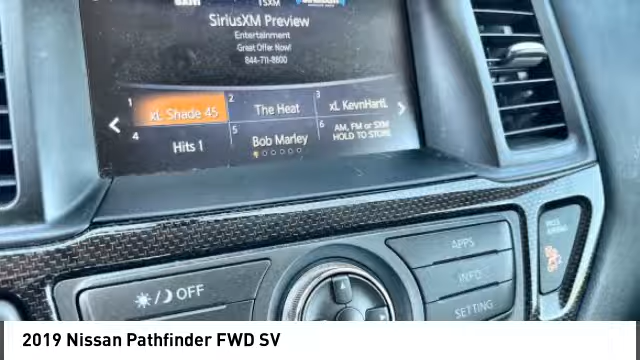 SiriusXM Preview
Entertainment
Great Offer Now!
844-711-8800
1 xL Shade 45
2 The Heat
3 xL KevnHartL
4 Hits 1
5 Bob Marley
6 AM, FM or SXM
HOLD TO STORE
OFF
APPS
INFO
SETTING
2019 Nissan Pathfinder FWD SV